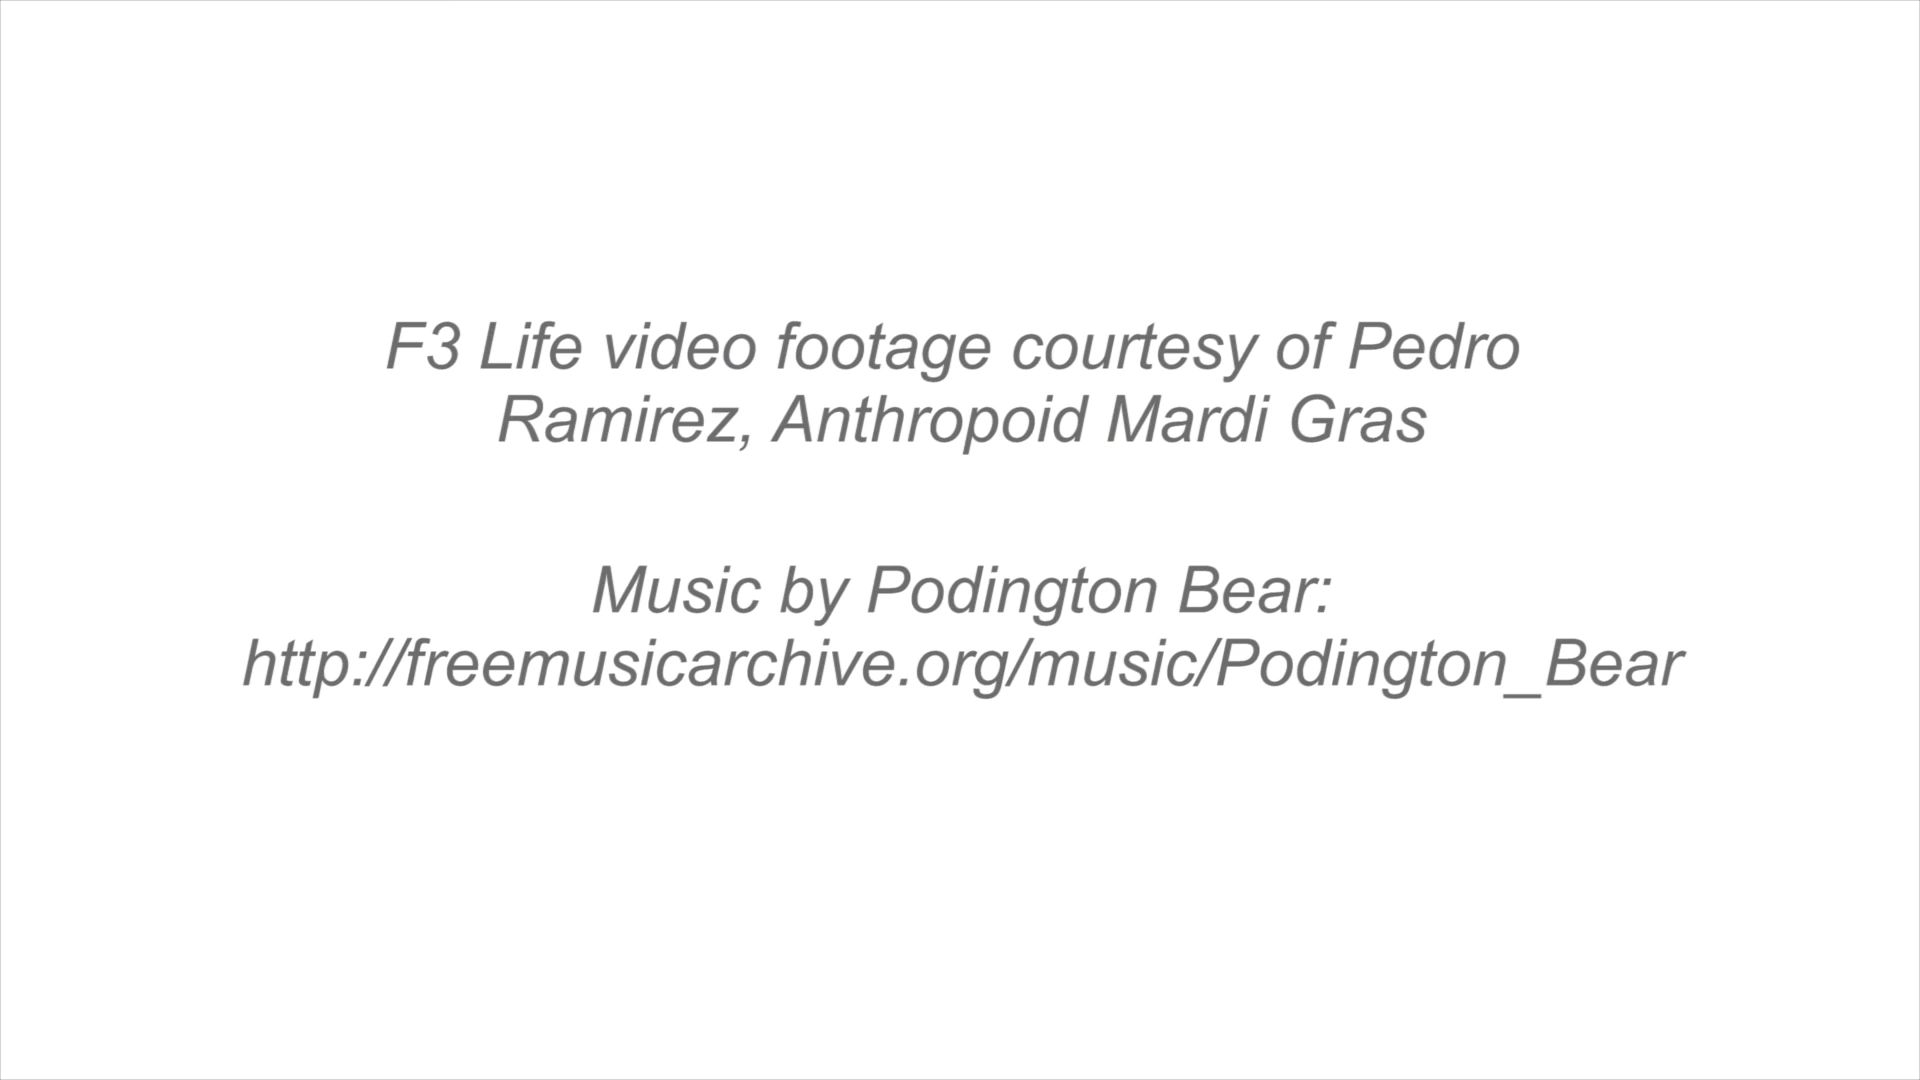 F3 Life video footage courtesy of Pedro
Ramirez, Anthropoid Mardi Gras
Music by Podington Bear:
http://freemusicarchive.org/music/Podington_Bear